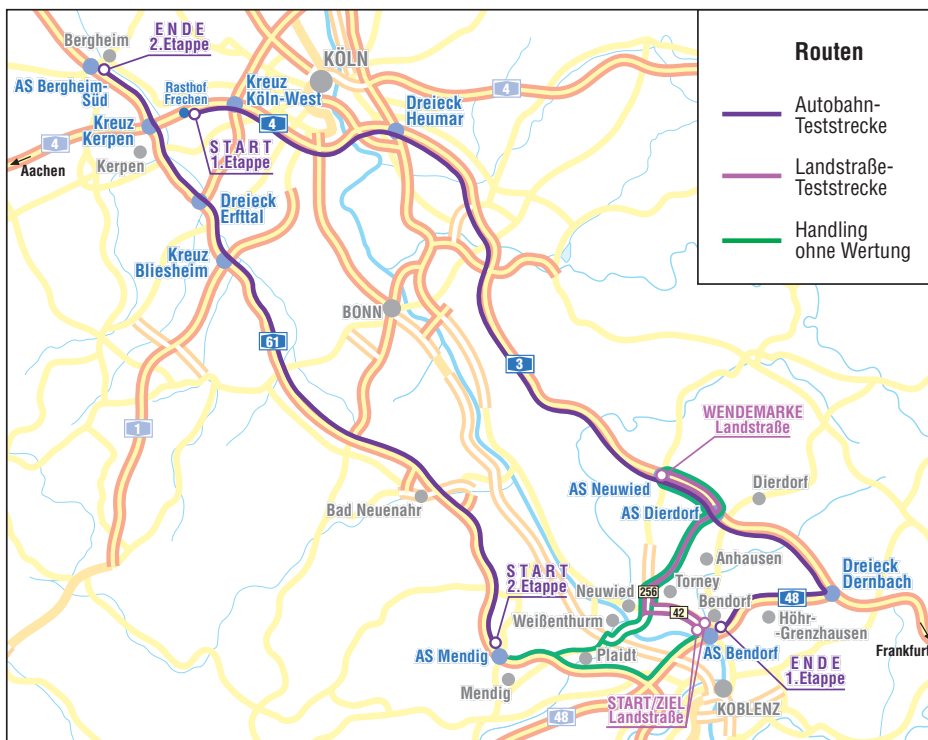 ENDE
2.Etappe
Bergheim
AS Bergheim-
Süd
Rasthof
Frechen
Kreuz
Köln-West
KÖLN
4
Dreieck
Heumar
Kreuz
Kerpen
4
4
START
1.Etappe
Aachen
Kerpen
Dreieck
Erfttal
Kreuz
Bliesheim
BONN
61
3
1
Routen
Autobahn-
Teststrecke
Landstraße-
Teststrecke
Handling
ohne Wertung
WENDEMARKE
Landstraße
AS Neuwied
Dierdorf
AS Dierdorf
Bad Neuenahr
Anhausen
Dreieck
Dernbach
START
2.Etappe
Neuwied
256
Torney
42
Bendorf
48
Weißenthurm
Höhr-
-Grenzhausen
AS Mendig
Plaidt
AS Bendorf
Frankfurt
Mendig
ENDE
1.Etappe
START/ZIEL
Landstraße
KOBLENZ
48